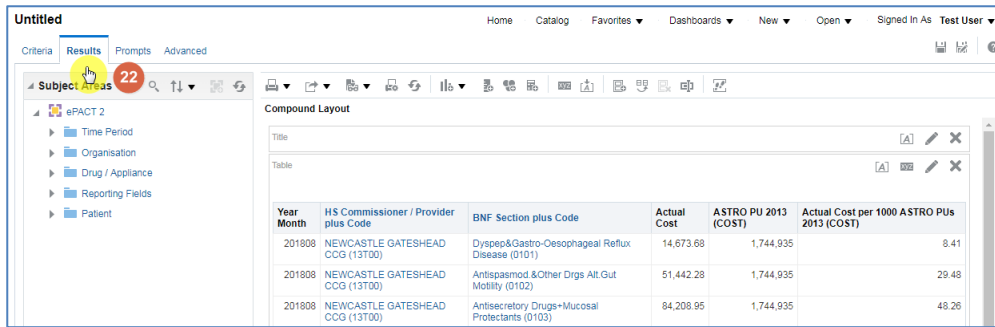 Untitled
Home Catalog Favorites Dashboards New Open Signed In As Test User
Criteria Results Prompts Advanced
22
Subject Areas
ePACT 2
Time Period
Organisation
Drug / Appliance
Reporting Fields
Patient
Compound Layout
Title
Table
Year Month
HS Commissioner / Provider plus Code
BNF Section plus Code
Actual Cost
ASTRO PU 2013 (COST)
Actual Cost per 1000 ASTRO PUs 2013 (COST)
201808 NEWCASTLE GATESHEAD Dyspep&Gastro-Oesophageal Reflux 14,673.68 1,744,935 8.41
CCG (13T00) Disease (0101)
201808 NEWCASTLE GATESHEAD Antispasmod.&Other Drgs Alt.Gut 51,442.28 1,744,935 29.48
CCG (13T00) Motility (0102)
201808 NEWCASTLE GATESHEAD Antisecretory Drugs+Mucosal 84,208.95 1,744,935 48.26
CCG (13T00) Protectants (0103)